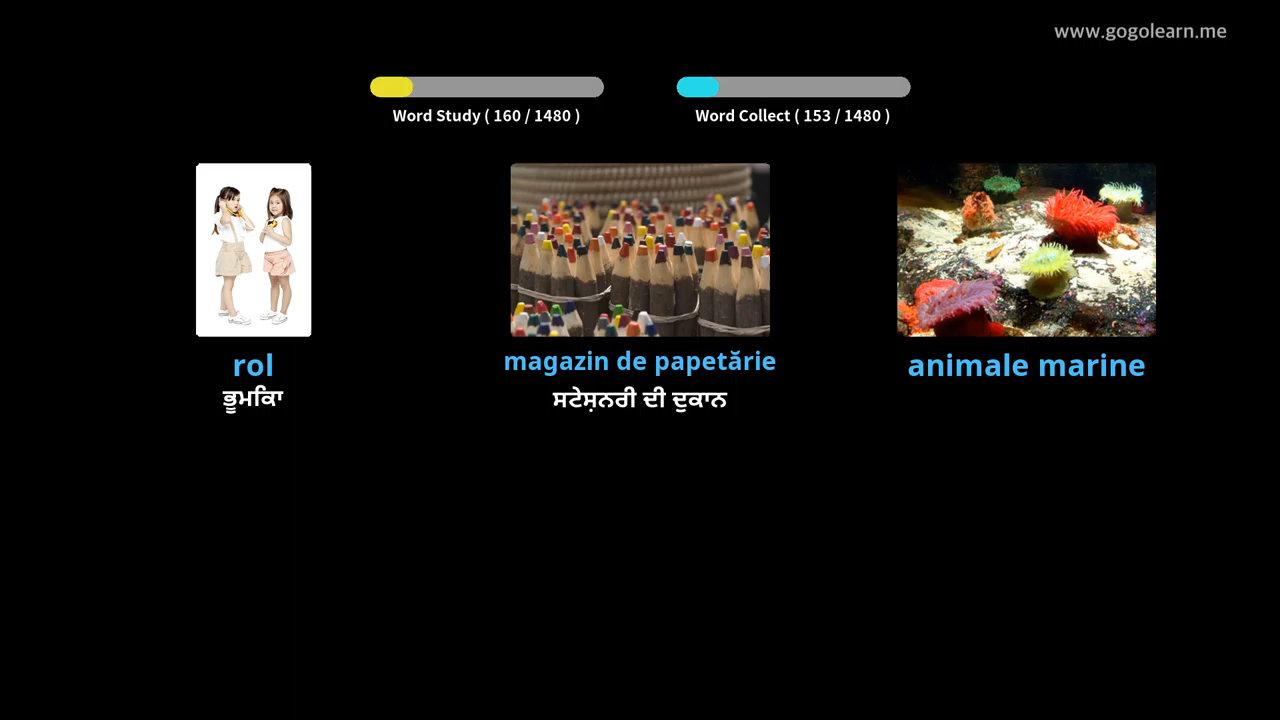 www.gogolearn.me
Word Study ( 160 / 1480 )
Word Collect ( 153 / 1480 )
rol
ਭੂਮਿਕਾ
magazin de papetărie
ਸਟੇਸ਼ਨਰੀ ਦੀ ਦੁਕਾਨ
animale marine